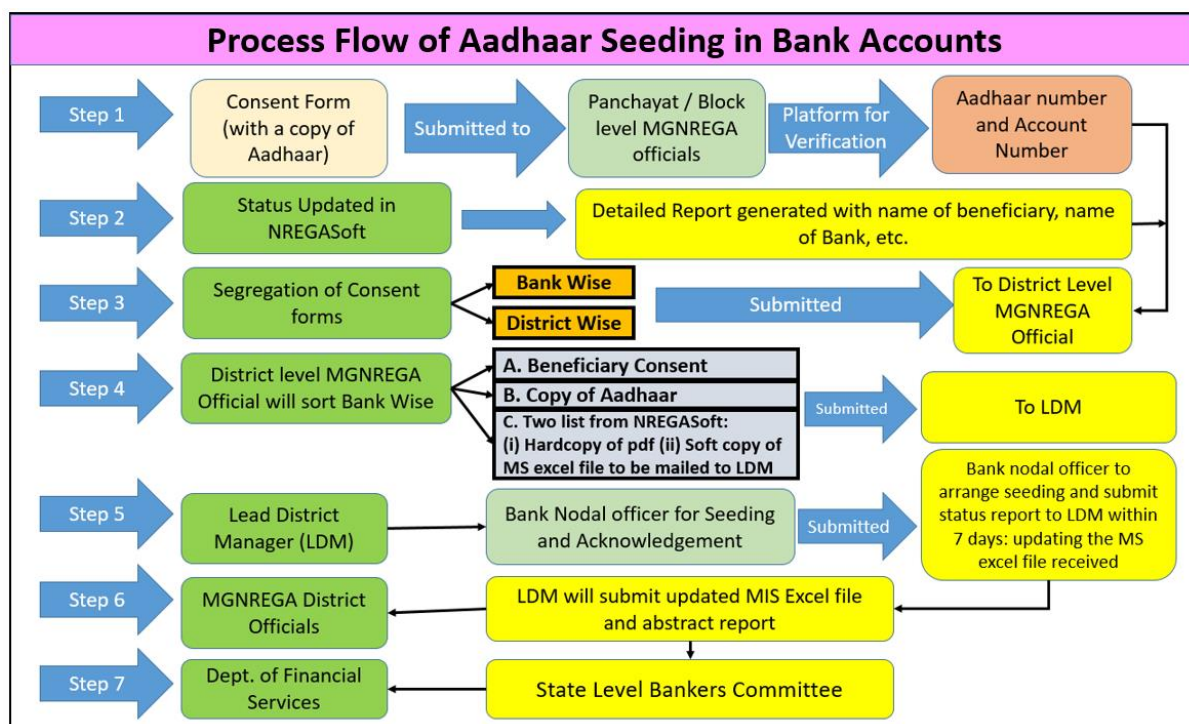 Process Flow of Aadhaar Seeding in Bank Accounts
Step 1
Consent Form
(with a copy of
Aadhaar)
Submitted to
Panchayat / Block
level MGNREGA
officials
Platform for
Verification
Aadhaar number
and Account
Number
Step 2
Status Updated in
NREGASoft
Detailed Report generated with name of beneficiary, name
of Bank, etc.
Step 3
Segregation of Consent
forms
Bank Wise
District Wise
Submitted
To District Level
MGNREGA
Official
Step 4
District level MGNREGA
Official will sort Bank Wise
A. Beneficiary Consent
B. Copy of Aadhaar
C. Two list from NREGASoft:
(i) Hardcopy of pdf (ii) Soft copy of
MS excel file to be mailed to LDM
Submitted
To LDM
Step 5
Lead District
Manager (LDM)
Bank Nodal officer for Seeding
and Acknowledgement
Submitted
Bank nodal officer to
arrange seeding and submit
status report to LDM within
7 days: updating the MS
excel file received
Step 6
MGNREGA District
Officials
LDM will submit updated MIS Excel file
and abstract report
Step 7
Dept. of Financial
Services
State Level Bankers Committee